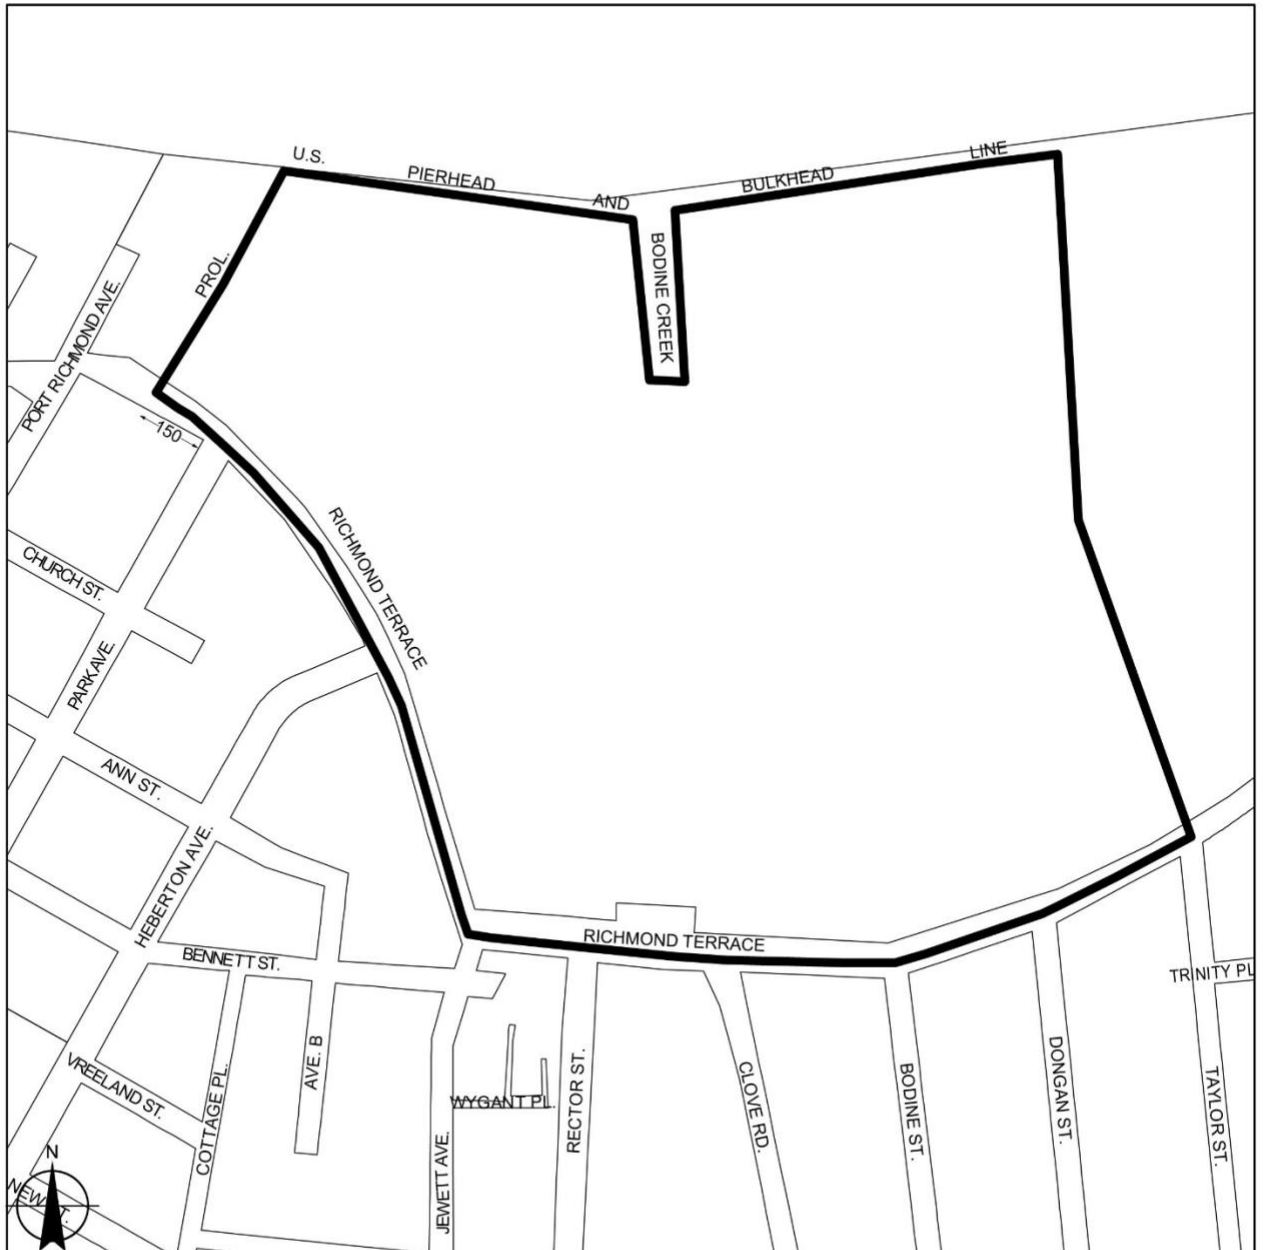 U.S.
PIERHEAD
AND
BULKHEAD
LINE
PROL.
BODINE CREEK
PORT RICHMOND AVE.
150
RICHMOND TERRACE
CHURCH ST.
PARK AVE.
ANN ST.
HEBERTON AVE.
RICHMOND TERRACE
BENNETT ST.
TRINITY PL
AVE. B
VREELAND ST.
COTTAGE PL.
WYGANT PL.
RECTOR ST.
CLOVE RD.
BODINE ST.
DONGAN ST.
TAYLOR ST.
JEWETT AVE.
N
NEW ST.